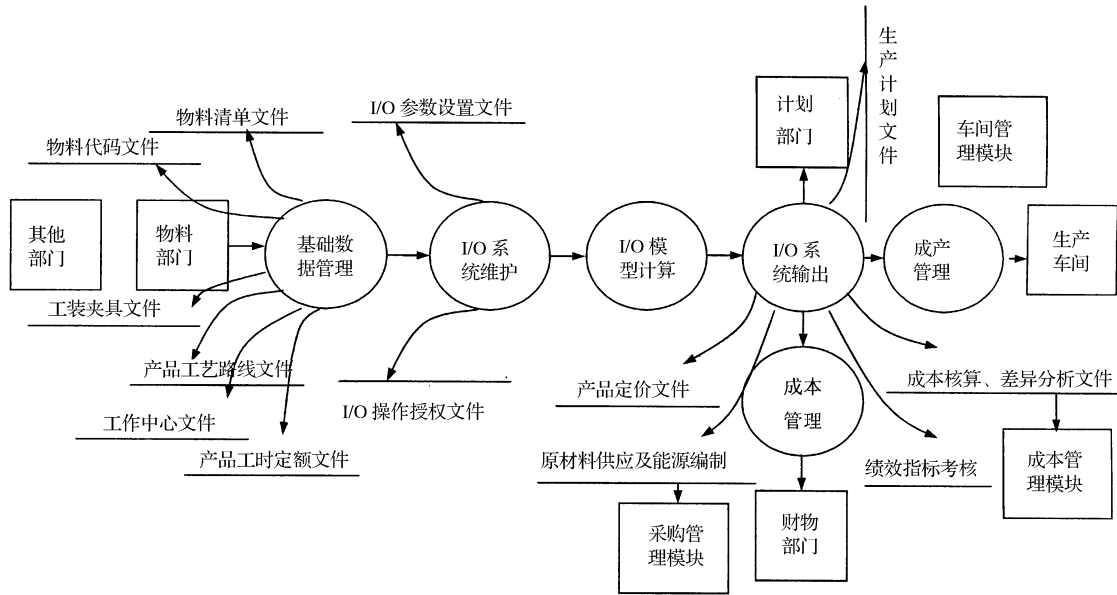 生
产
计
划
文
件
计划
部门
车间管
理模块
物料清单文件
I/O 参数设置文件
物料代码文件
其他
部门
物料
部门
基础数
据管理
I/O 系
统维护
I/O 模
型计算
I/O 系
统输出
成产
管理
生产
车间
工装夹具文件
产品工艺路线文件
工作中心文件
产品工时定额文件
I/O 操作授权文件
产品定价文件
成本
管理
成本核算、差异分析文件
原材料供应及能源编制
绩效指标考核
成本管
理模块
采购管
理模块
财物
部门